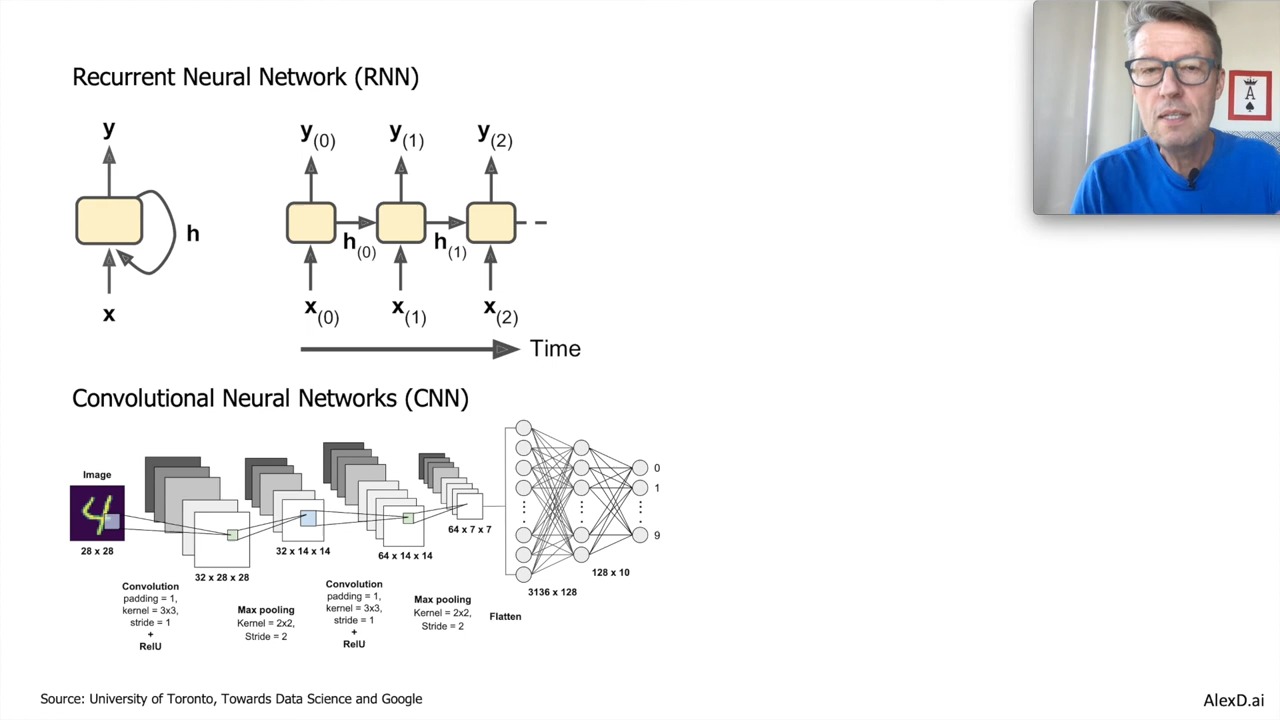 Recurrent Neural Network (RNN)
A
y
h
x
y(0) y(1) y(2)
h(0) h(1)
x(0) x(1) x(2)
Time
Convolutional Neural Networks (CNN)
Image
4
28 x 28
32 x 28 x 28
32 x 14 x 14
64 x 14 x 14
64 x 7 x 7
3136 x 128
128 x 10
0
1
9
Convolution
padding = 1,
kernel = 3x3,
stride = 1
+
RelU
Max pooling
Kernel = 2x2,
Stride = 2
Convolution
padding = 1,
kernel = 3x3,
stride = 1
+
RelU
Max pooling
Kernel = 2x2,
Stride = 2
Flatten
Source: University of Toronto, Towards Data Science and Google
AlexD.ai